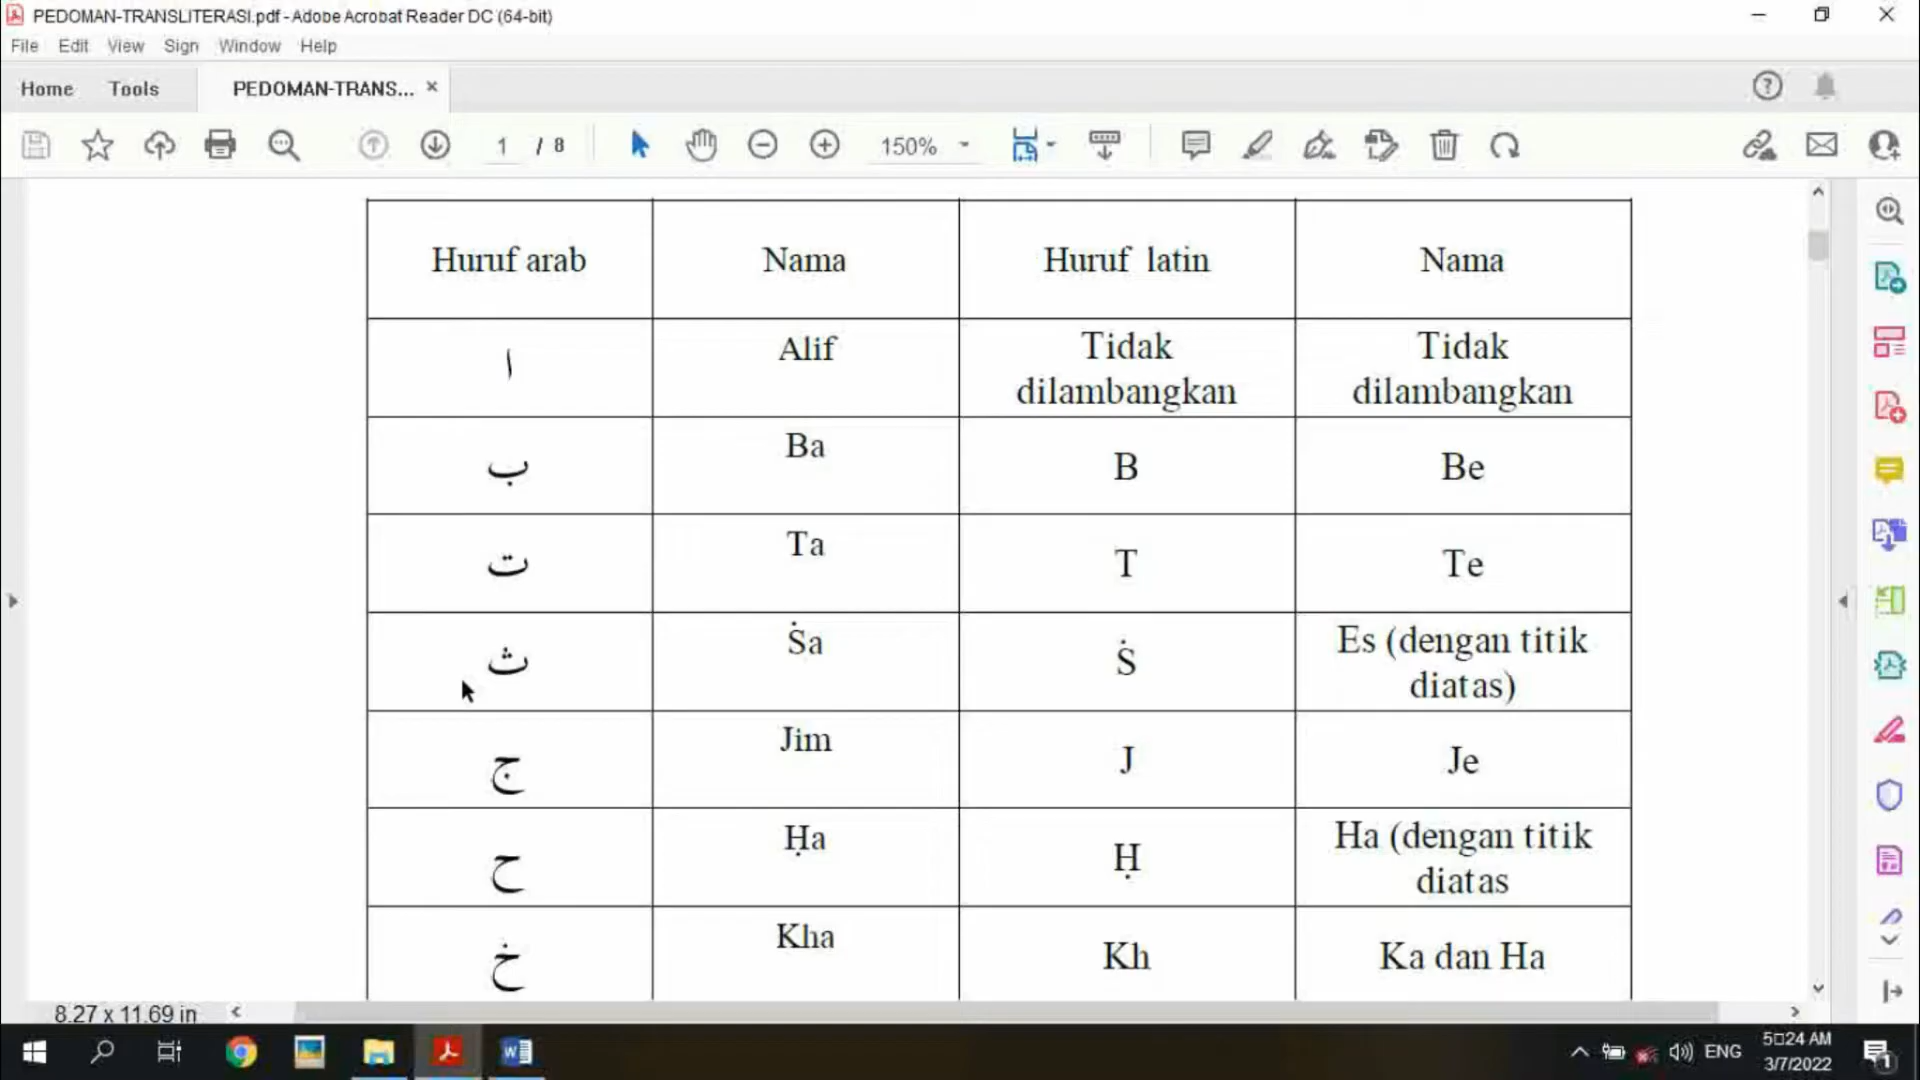 PEDOMAN-TRANSLITERASI.pdf - Adobe Acrobat Reader DC (64-bit)
File Edit View Sign Window Help
Home Tools PEDOMAN-TRANS... ×
1 / 8 150%
Huruf arab Nama Huruf latin Nama
ا Alif Tidak dilambangkan Tidak dilambangkan
ب Ba B Be
ت Ta T Te
ث Ṡa Ṡ Es (dengan titik diatas)
ج Jim J Je
ح Ḥa Ḥ Ha (dengan titik diatas
خ Kha Kh Ka dan Ha
8.27 x 11.69 in
ENG
5□24 AM
3/7/2022
1